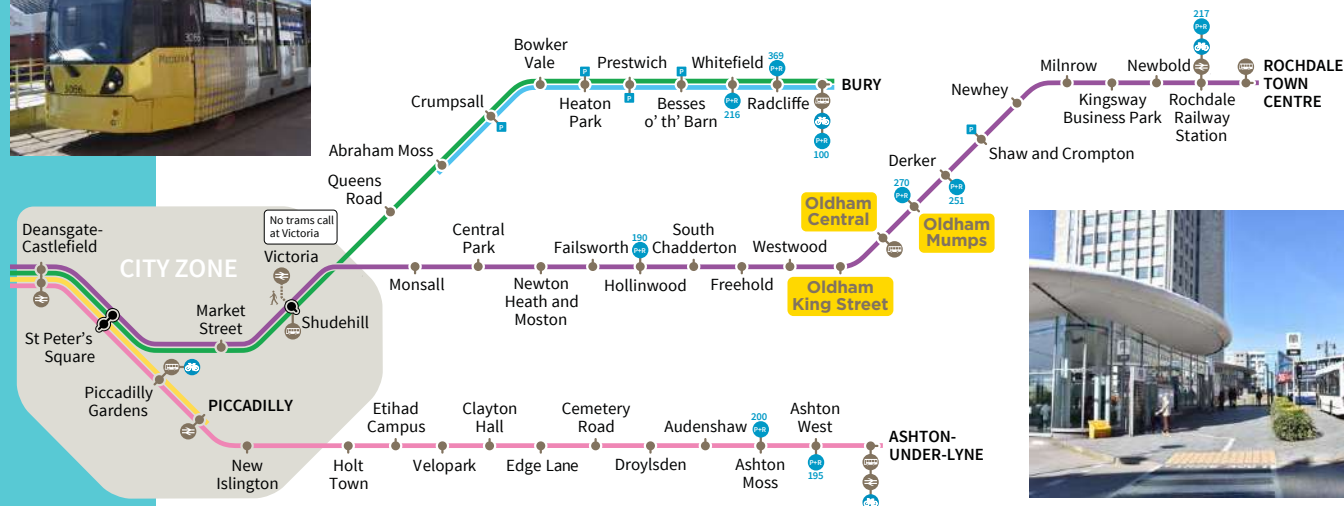 3066
Metrolink
3066
Bowker
Vale
P
Prestwich
P
Whitefield
369
P+R
BURY
Crumpsall
P
Heaton
Park
P
Besses
o' th' Barn
P+R
216
Radcliffe
P+R
100
Abraham Moss
Queens
Road
217
P+R
Milnrow
Newbold
ROCHDALE
TOWN
CENTRE
Newhey
Kingsway
Business Park
Rochdale
Railway
Station
P
Shaw and Crompton
Derker
270
P+R
P+R
251
Oldham
Central
Oldham
Mumps
No trams call
at Victoria
Deansgate-
Castlefield
CITY ZONE
Victoria
Central
Park
Failsworth
190
P+R
South
Chadderton
Westwood
Monsall
Newton
Heath and
Moston
Hollinwood
Freehold
Oldham
King Street
Market
Street
Shudehill
St Peter's
Square
Piccadilly
Gardens
PICCADILLY
Etihad
Campus
Clayton
Hall
Cemetery
Road
Audenshaw
200
P+R
Ashton
West
ASHTON-
UNDER-LYNE
New
Islington
Holt
Town
Velopark
Edge Lane
Droylsden
Ashton
Moss
P+R
195